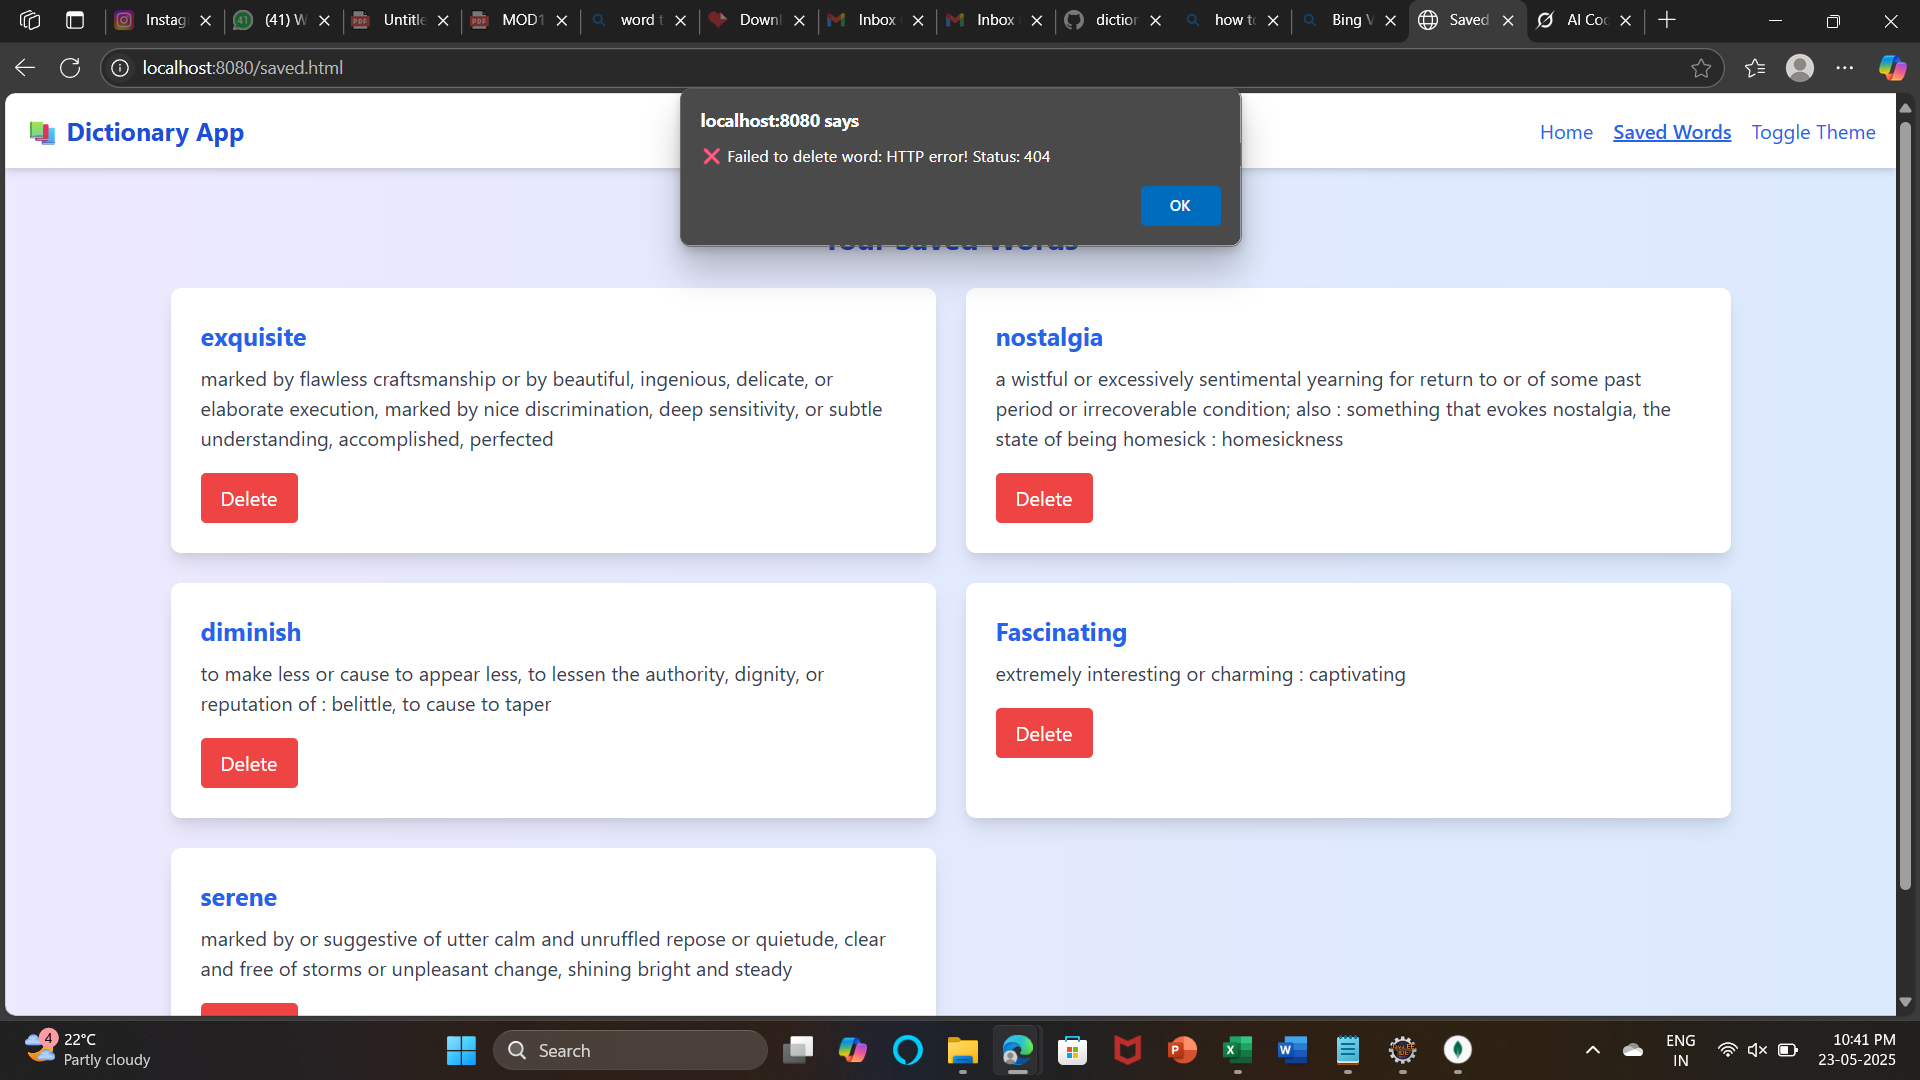 Instag
(41) W
Untitle
MOD1
word t
Downl
Inbox
Inbox
diction
how to
Bing V
Saved
AI Coc
localhost:8080/saved.html
Dictionary App
Home
Saved Words
Toggle Theme
localhost:8080 says
❌ Failed to delete word: HTTP error! Status: 404
OK
Your Saved Words
exquisite
marked by flawless craftsmanship or by beautiful, ingenious, delicate, or
elaborate execution, marked by nice discrimination, deep sensitivity, or subtle
understanding, accomplished, perfected
Delete
nostalgia
a wistful or excessively sentimental yearning for return to or of some past
period or irrecoverable condition; also : something that evokes nostalgia, the
state of being homesick : homesickness
Delete
diminish
to make less or cause to appear less, to lessen the authority, dignity, or
reputation of : belittle, to cause to taper
Delete
Fascinating
extremely interesting or charming : captivating
Delete
serene
marked by or suggestive of utter calm and unruffled repose or quietude, clear
and free of storms or unpleasant change, shining bright and steady
4
22°C
Partly cloudy
Search
ENG
IN
10:41 PM
23-05-2025